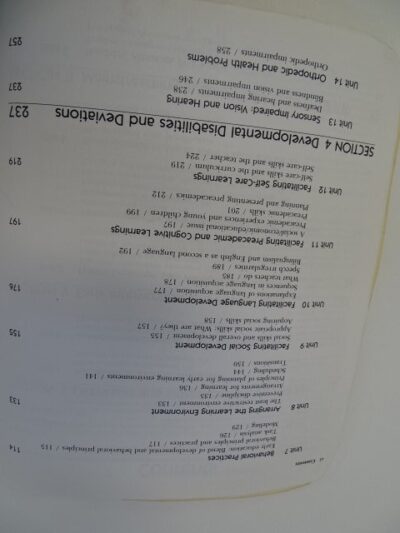 vi Contents
Unit 7 Behavioral Practices 114
Early education: Blend of developmental and behavioral principles / 115
Behavioral principles and practices / 117
Task analysis / 126
Modeling / 129
Unit 8 Arranging the Learning Environment 133
The least restrictive environment / 133
Preventive discipline / 135
Arrangements for learning / 136
Principles of planning for early learning environments / 141
Scheduling / 144
Transitions / 150
Unit 9 Facilitating Social Development 155
Social skills and overall development / 155
Appropriate social skills: What are they? / 157
Acquiring social skills / 158
Unit 10 Facilitating Language Development 176
Explanations of language acquisition / 177
Sequences in language acquisition / 178
What teachers do / 185
Speech irregularities / 189
Bilingualism and English as a second language / 192
Unit 11 Facilitating Preacademic and Cognitive Learnings 197
A socioeconomic/educational issue / 197
Preacademic experiences and young children / 199
Preacademic skills / 201
Planning and presenting preacademics / 212
Unit 12 Facilitating Self-Care Learnings 219
Self-care skills and the curriculum / 219
Self-care skills and the teacher / 224
SECTION 4 Developmental Disabilities and Deviations 237
Unit 13 Sensory Impaired: Vision and Hearing 237
Deafness and hearing impairments / 238
Blindness and vision impairments / 246
Unit 14 Orthopedic and Health Problems 257
Orthopedic impairments / 258